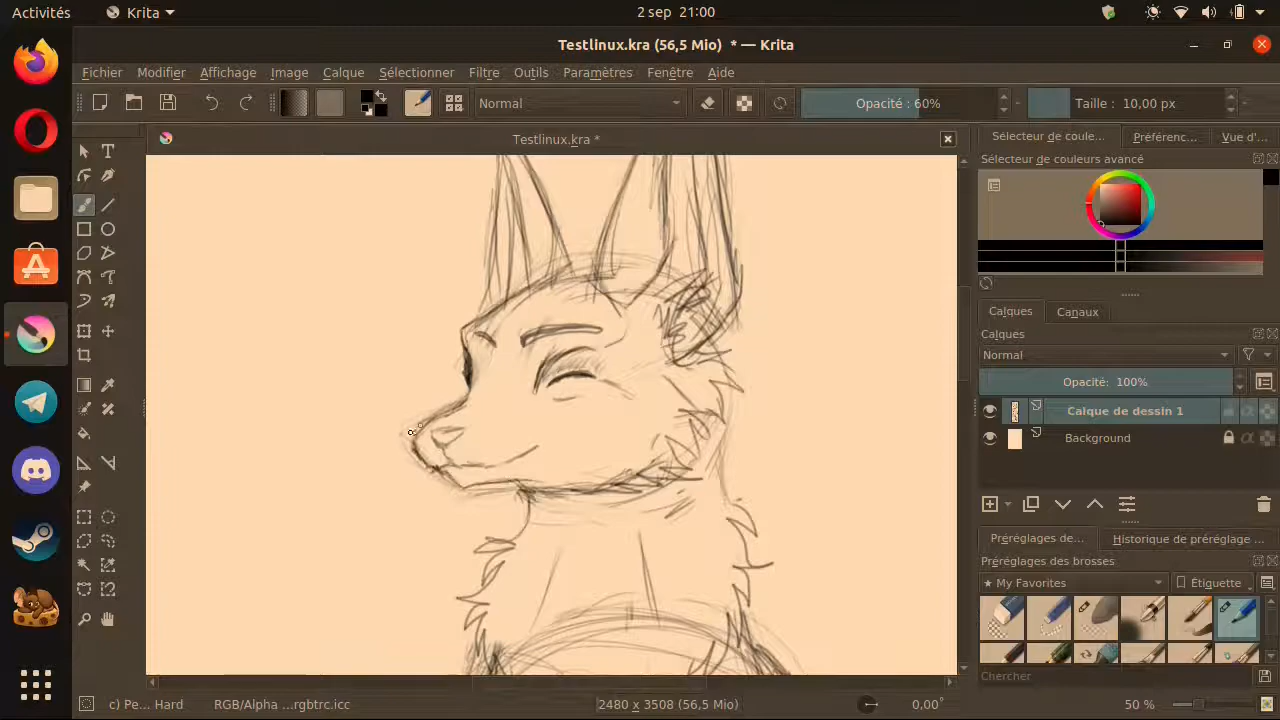 Activités
Krita
2 sep 21:00
Testlinux.kra (56,5 Mio) * — Krita
Fichier Modifier Affichage Image Calque Sélectionner Filtre Outils Paramètres Fenêtre Aide
Normal
Opacité : 60%
Taille : 10,00 px
Testlinux.kra *
Sélecteur de coule... Préférenc... Vue d'...
Sélecteur de couleurs avancé
Calques Canaux
Calques
Normal
Opacité: 100%
Calque de dessin 1
Background
Préréglages de... Historique de préréglage ...
Préréglages des brosses
★ My Favorites
Étiquette
Chercher
c) Pe... Hard
RGB/Alpha ...rgbtrc.icc
2480 x 3508 (56,5 Mio)
0,00°
50 %